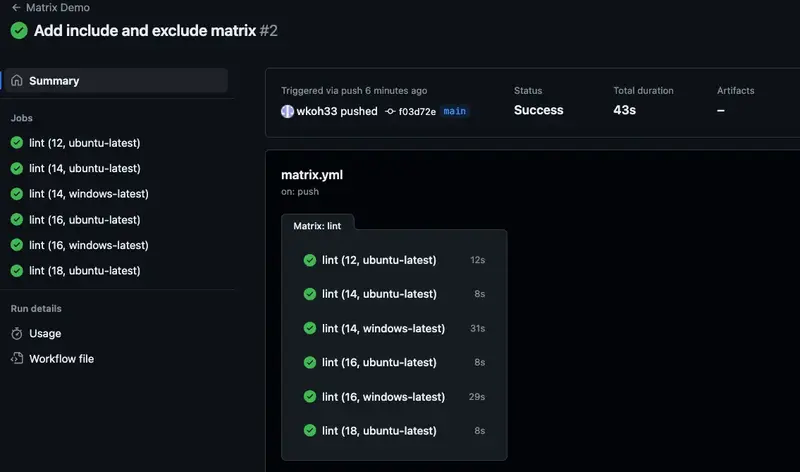 ← Matrix Demo
Add include and exclude matrix #2
Summary
Jobs
lint (12, ubuntu-latest)
lint (14, ubuntu-latest)
lint (14, windows-latest)
lint (16, ubuntu-latest)
lint (16, windows-latest)
lint (18, ubuntu-latest)
Run details
Usage
Workflow file
Triggered via push 6 minutes ago
wkoh33 pushed f03d72e main
Status
Success
Total duration
43s
Artifacts
–
matrix.yml
on: push
Matrix: lint
lint (12, ubuntu-latest) 12s
lint (14, ubuntu-latest) 8s
lint (14, windows-latest) 31s
lint (16, ubuntu-latest) 8s
lint (16, windows-latest) 29s
lint (18, ubuntu-latest) 8s